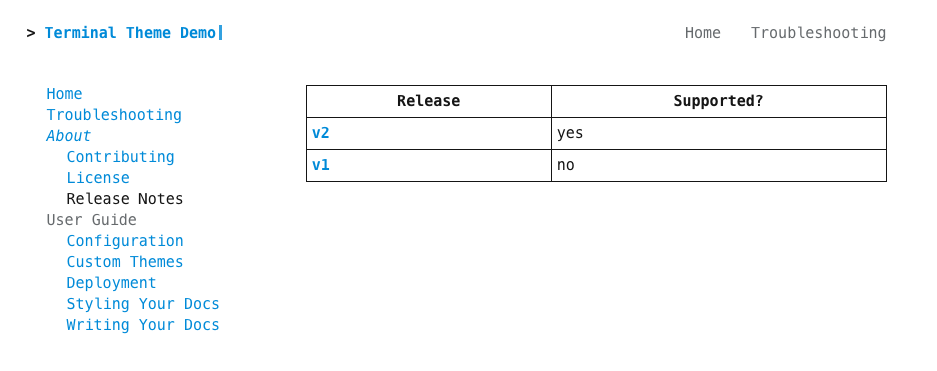 > Terminal Theme Demo
Home Troubleshooting
Home
Troubleshooting
About
Contributing
License
Release Notes
User Guide
Configuration
Custom Themes
Deployment
Styling Your Docs
Writing Your Docs
Release Supported?
v2 yes
v1 no